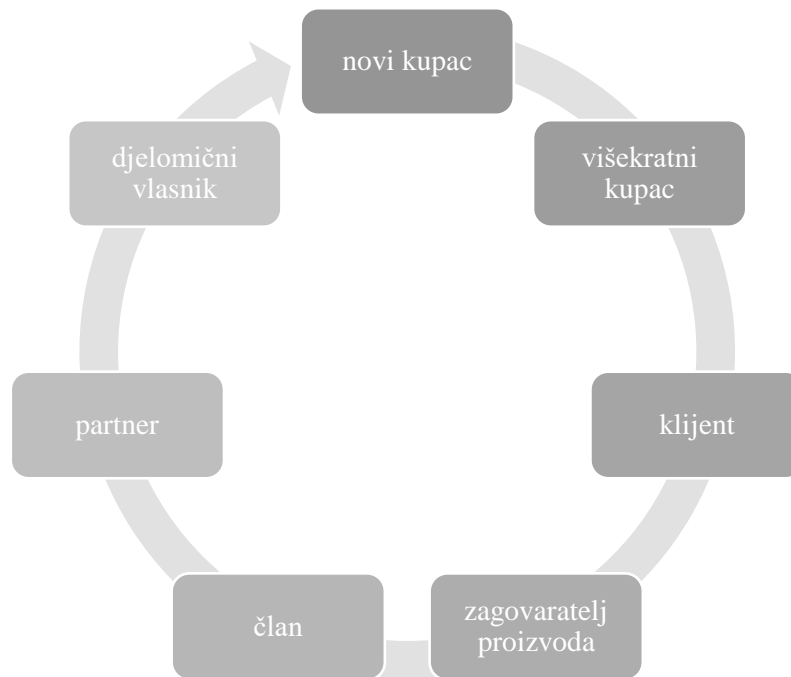 novi kupac
višekratni
kupac
klijent
zagovaratelj
proizvoda
član
partner
djelomični
vlasnik